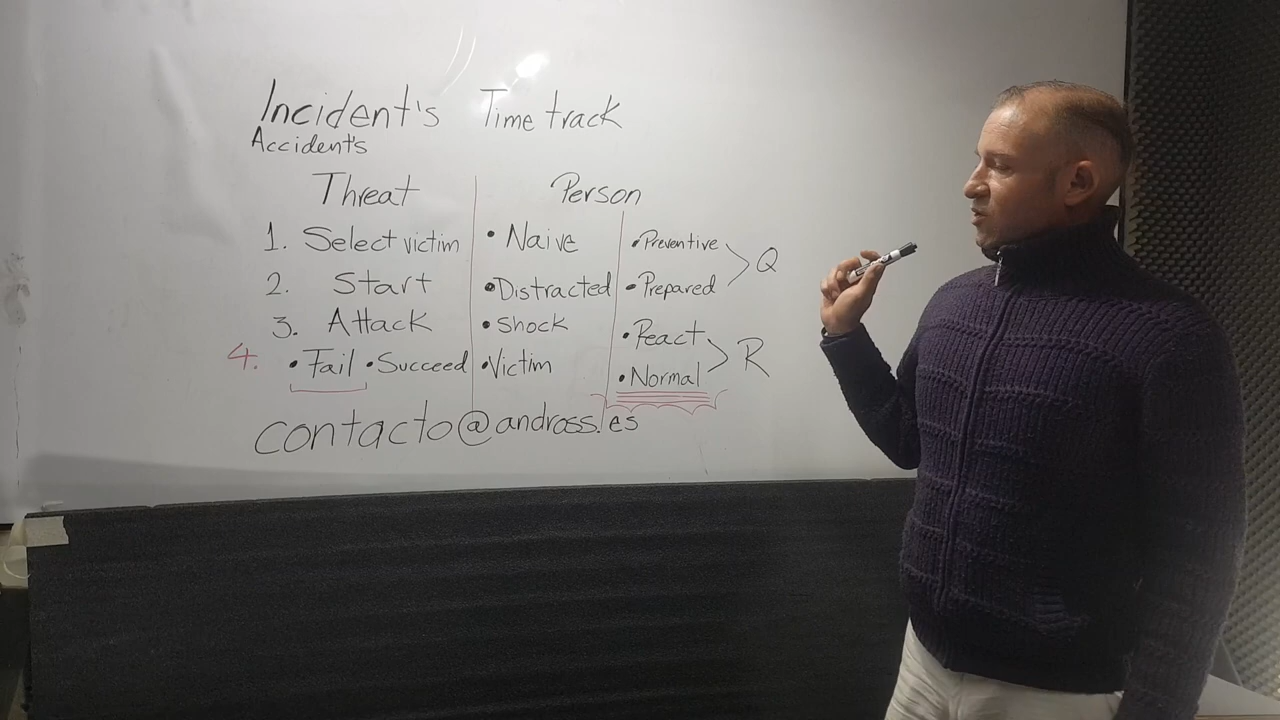 Incident's Time track
Accident's
Threat Person
1. Select victim • Naive • Preventive > Q
2. Start • Distracted • Prepared
3. Attack • Shock • React > R
4. • Fail • Succeed • Victim • Normal
contacto@andross.es